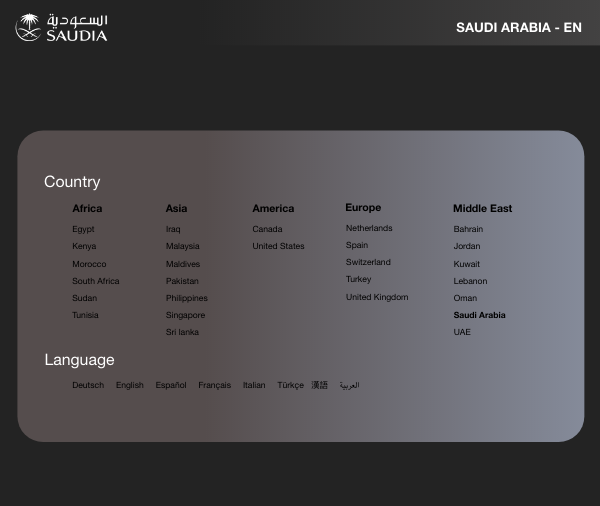 السعودية
SAUDIA
SAUDI ARABIA - EN
Country
Africa
Egypt
Kenya
Morocco
South Africa
Sudan
Tunisia
Asia
Iraq
Malaysia
Maldives
Pakistan
Philippines
Singapore
Sri lanka
America
Canada
United States
Europe
Netherlands
Spain
Switzerland
Turkey
United Kingdom
Middle East
Bahrain
Jordan
Kuwait
Lebanon
Oman
Saudi Arabia
UAE
Language
Deutsch English Español Français Italian Türkçe 漢語 العربية